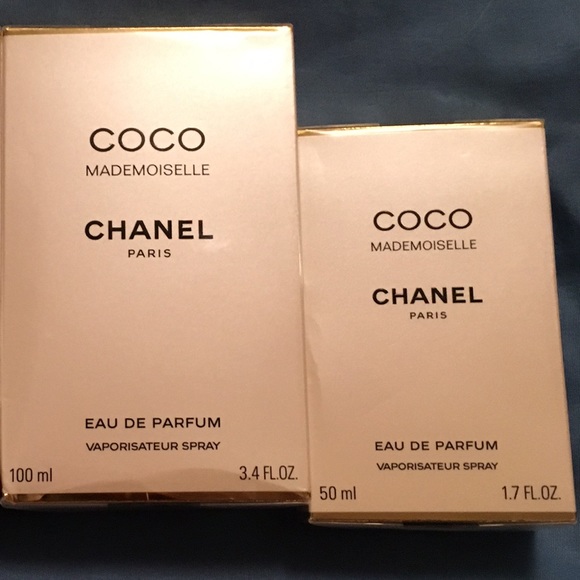 COCO
MADEMOISELLE
CHANEL
PARIS
EAU DE PARFUM
VAPORISATEUR SPRAY
100 ml 3.4 FL.OZ.
COCO
MADEMOISELLE
CHANEL
PARIS
EAU DE PARFUM
VAPORISATEUR SPRAY
50 ml 1.7 FL.OZ.